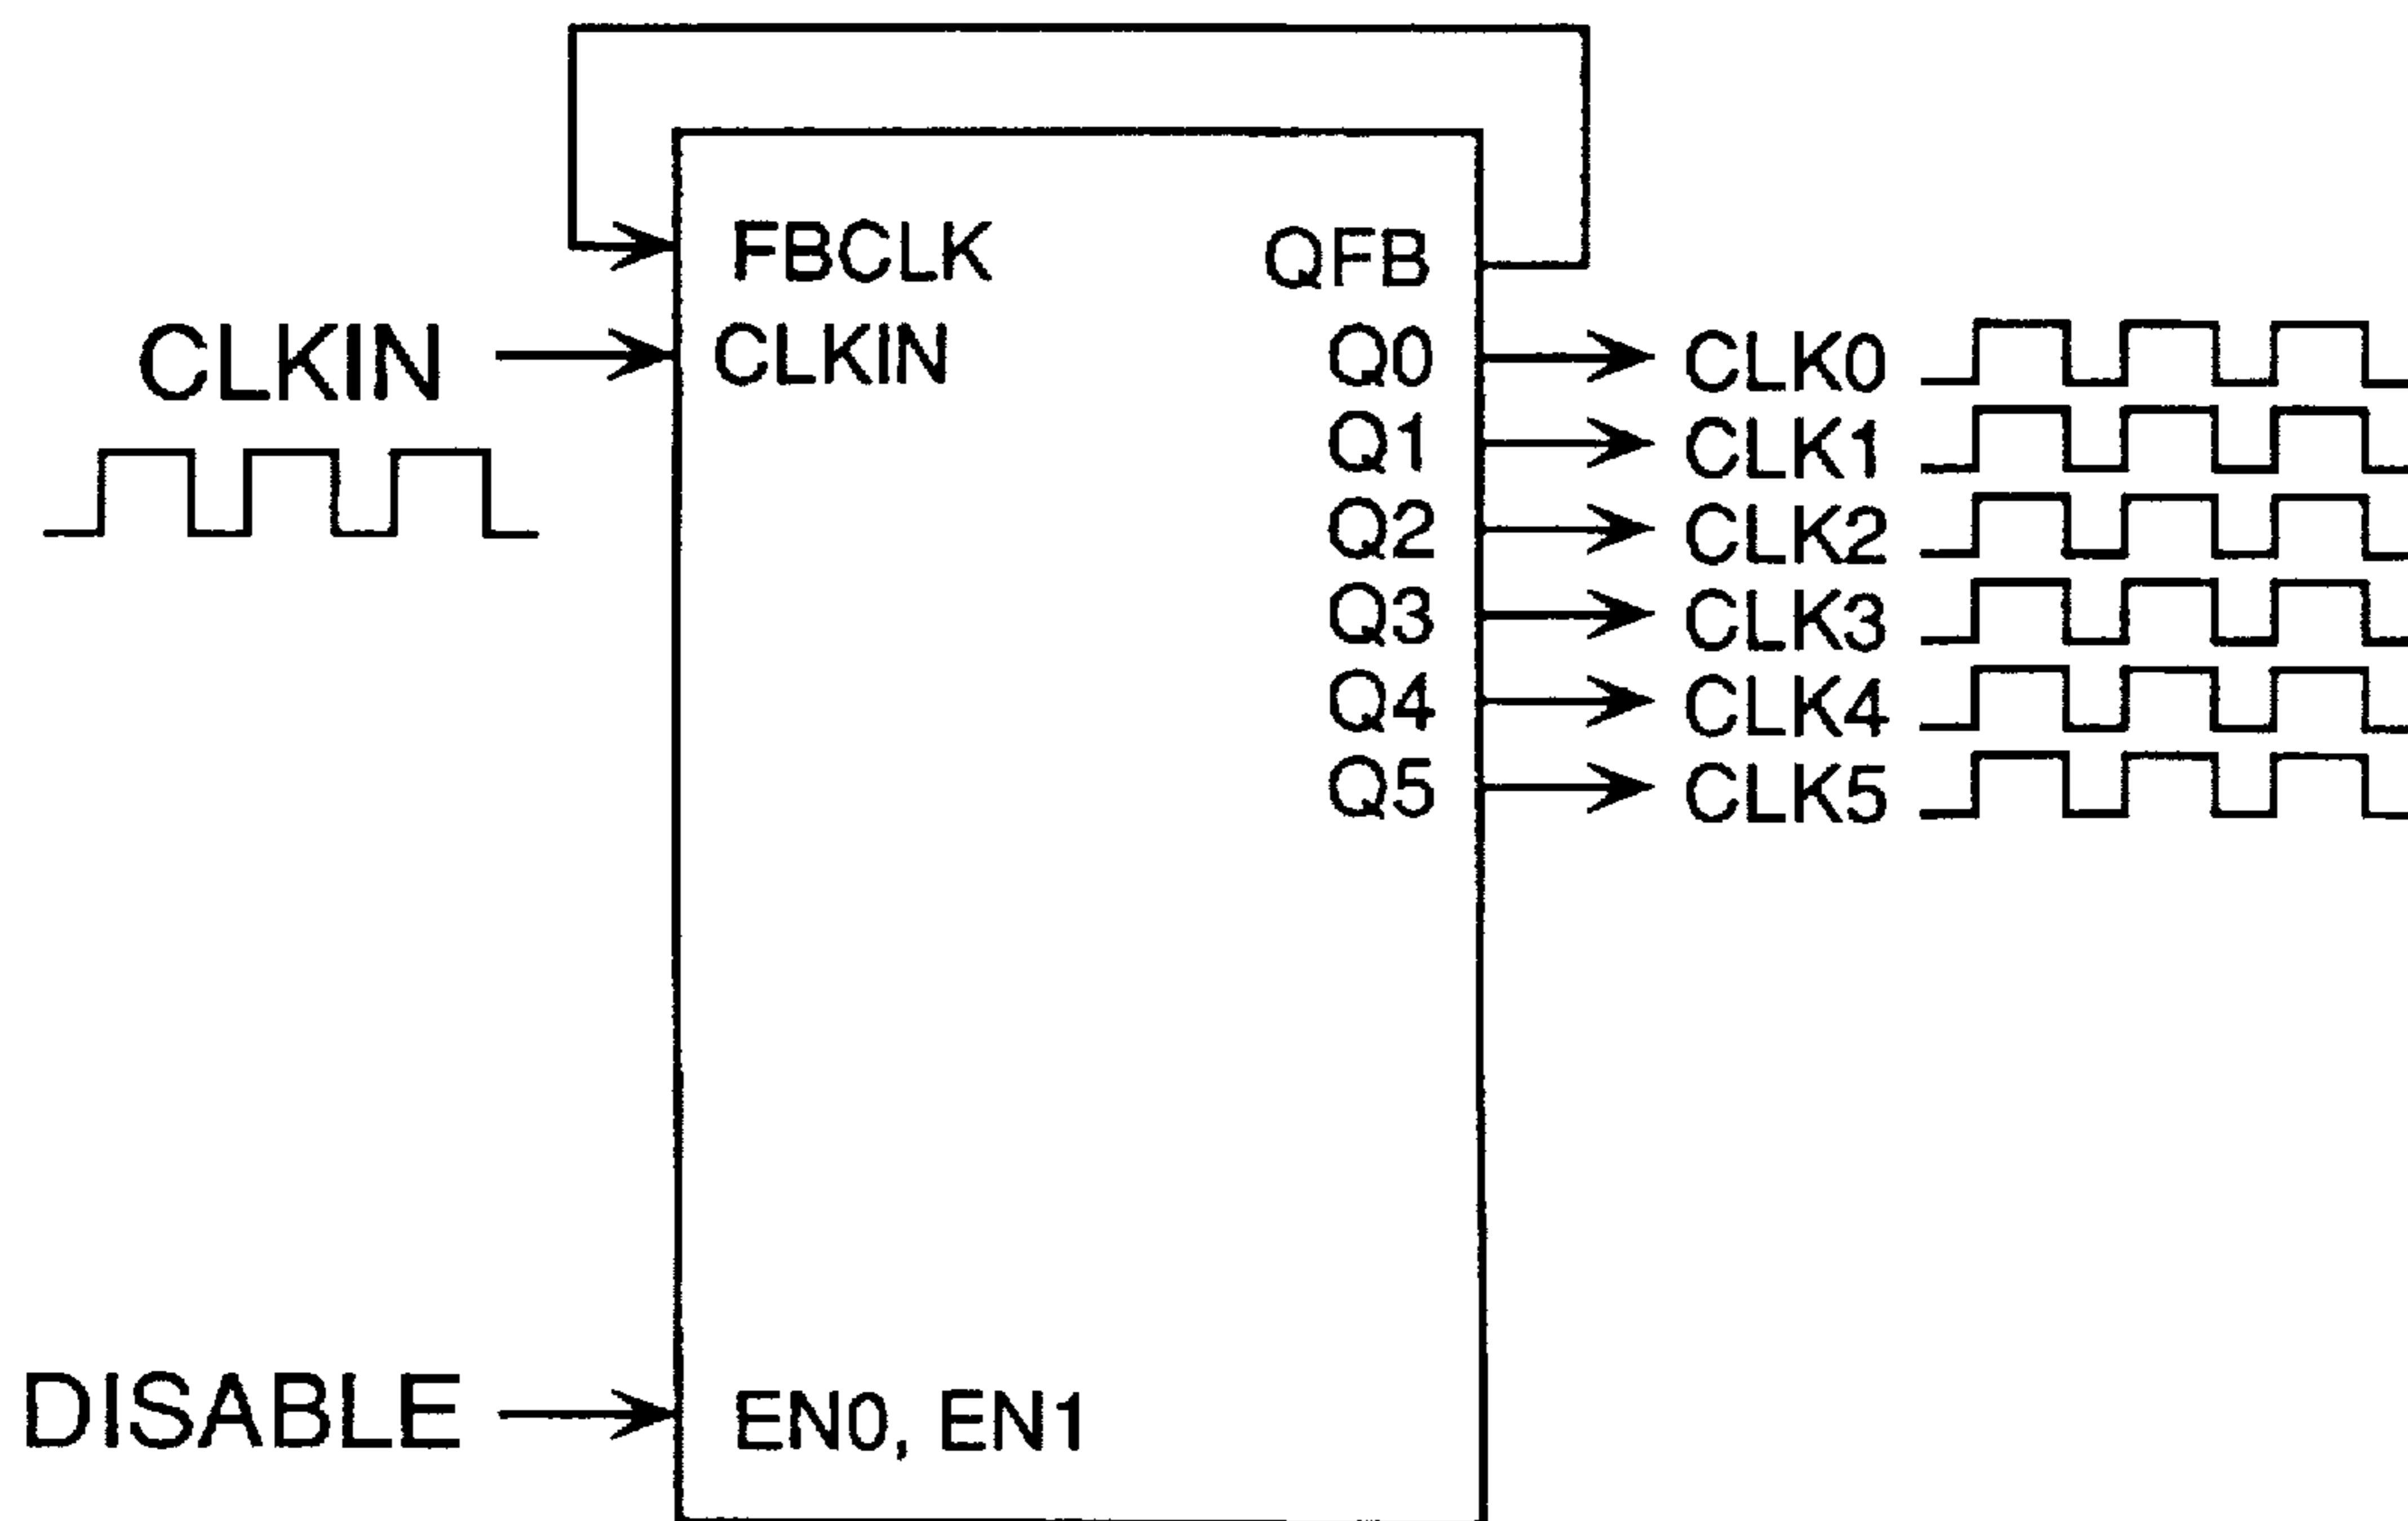 FBCLK QFB
CLKIN CLKIN Q0 CLK0
Q1 CLK1
Q2 CLK2
Q3 CLK3
Q4 CLK4
Q5 CLK5
DISABLE EN0, EN1